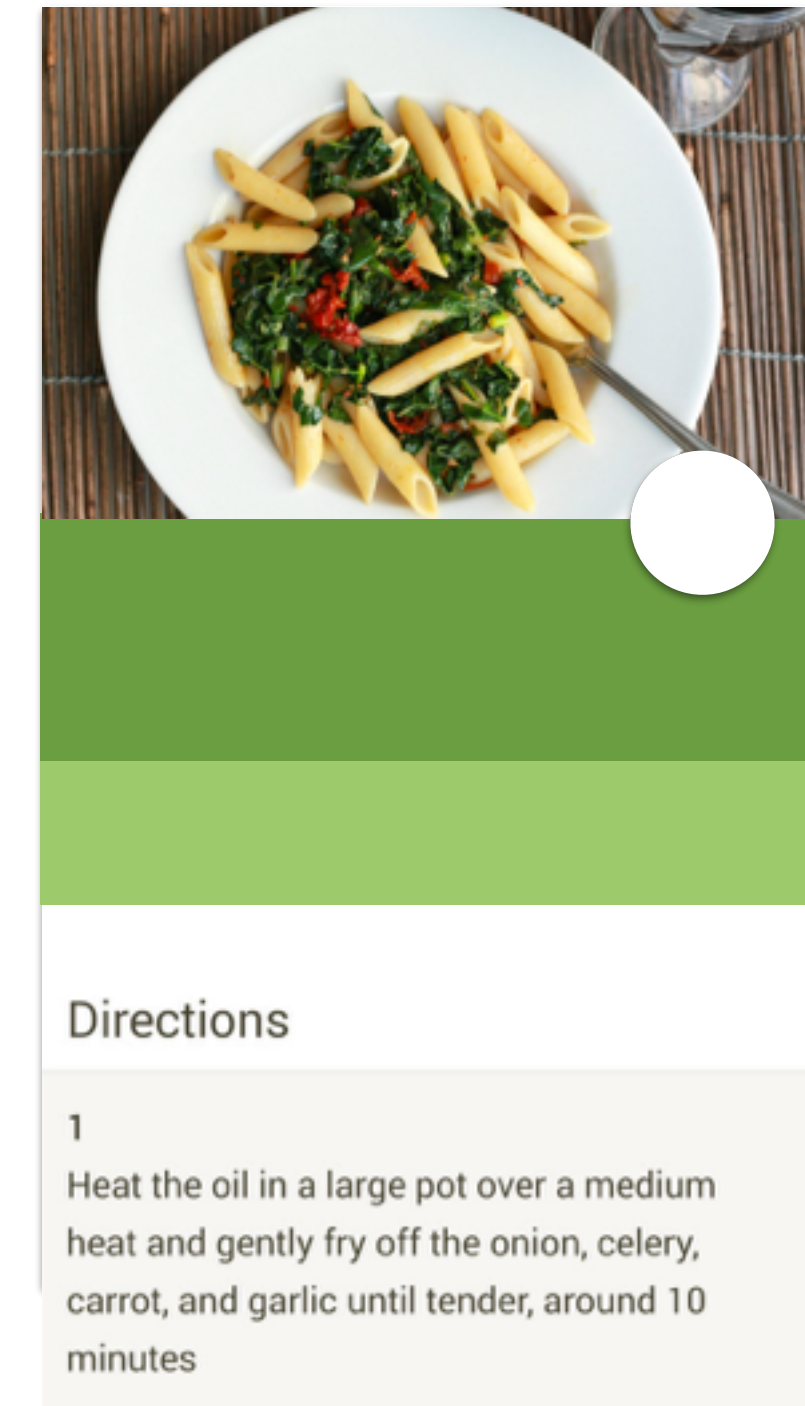 Directions
1
Heat the oil in a large pot over a medium
heat and gently fry off the onion, celery,
carrot, and garlic until tender, around 10
minutes